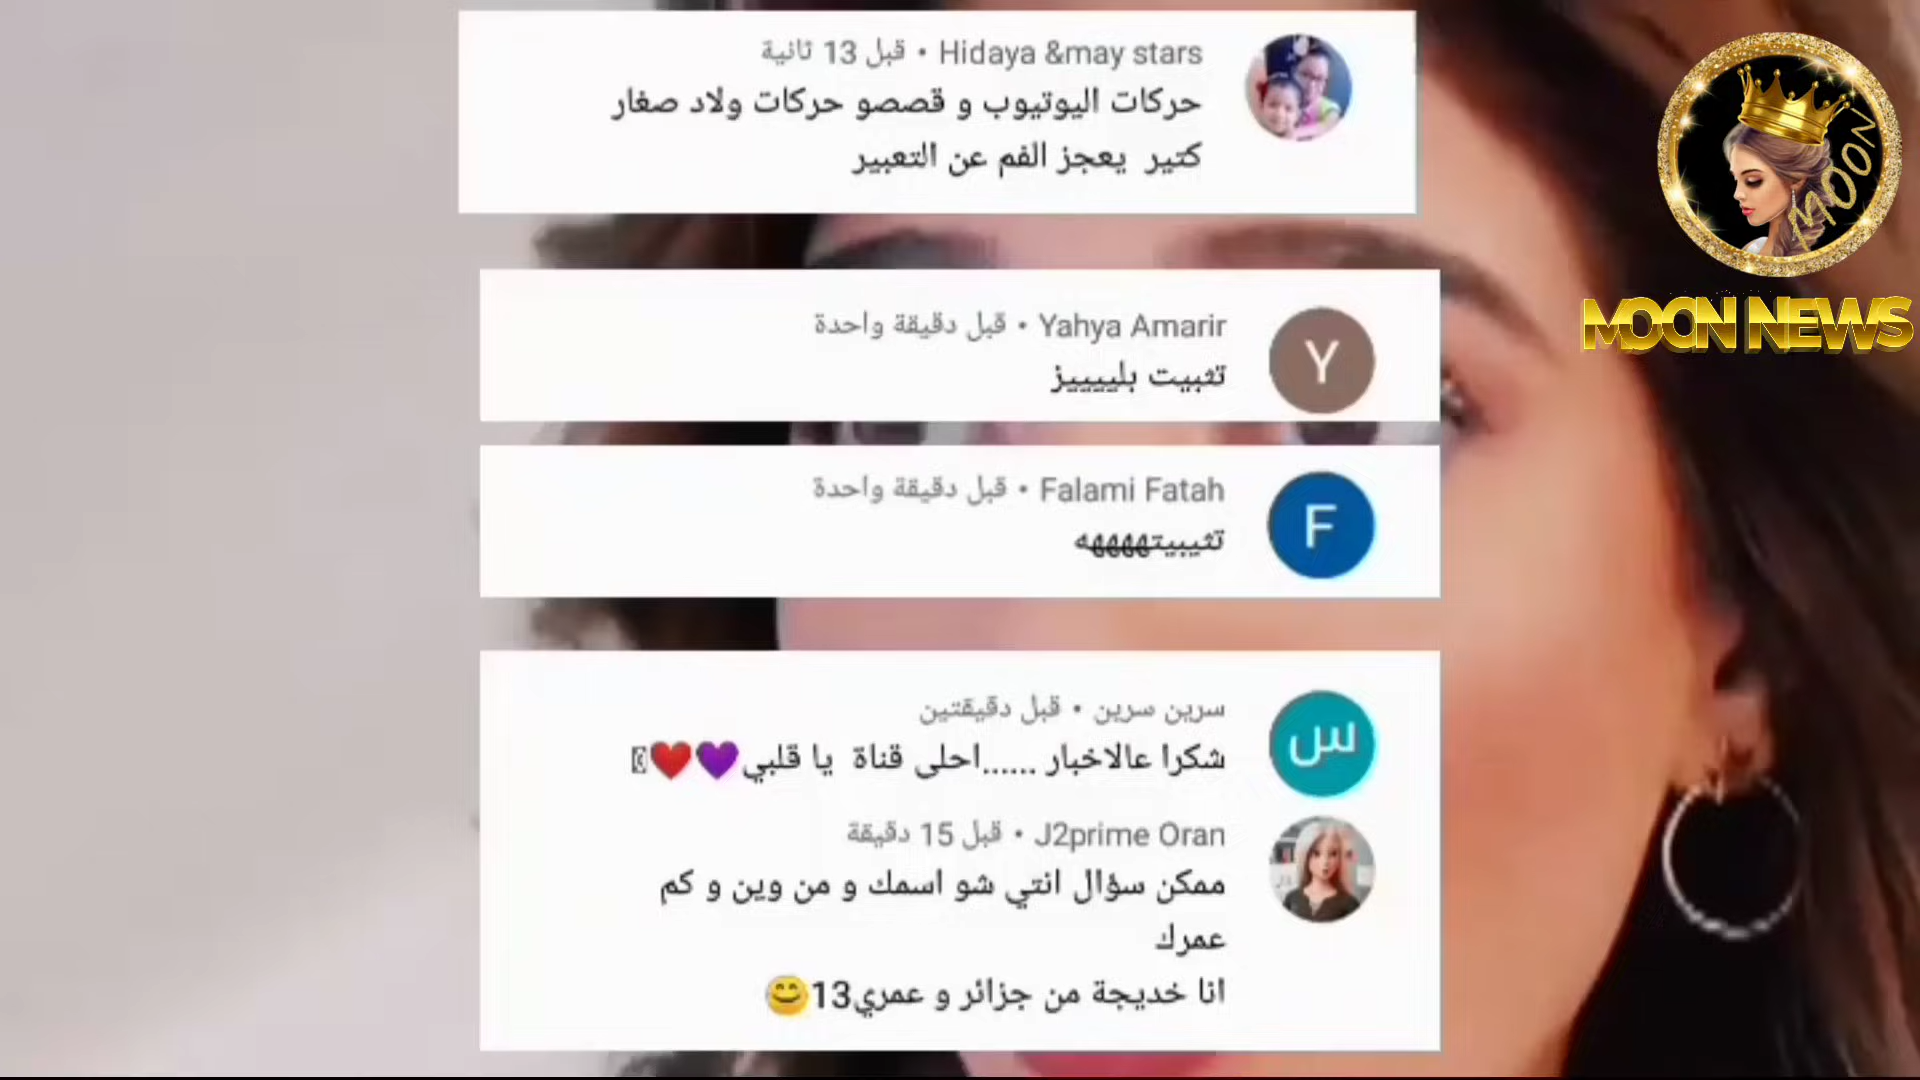 Hidaya &may stars • قبل 13 ثانية
حركات اليوتيوب و قصصو حركات ولاد صغار
كتير يعجز الفم عن التعبير
MOON
MOON NEWS
Y
Yahya Amarir • قبل دقيقة واحدة
تثبيت بليييييز
F
Falami Fatah • قبل دقيقة واحدة
تثيبيتههههه
س
سرين سرين • قبل دقيقتين
شكرا عالاخبار ......احلى قناة يا قلبي💜❤️
J2prime Oran • قبل 15 دقيقة
ممكن سؤال انتي شو اسمك و من وين و كم
عمرك
انا خديجة من جزائر و عمري13😊